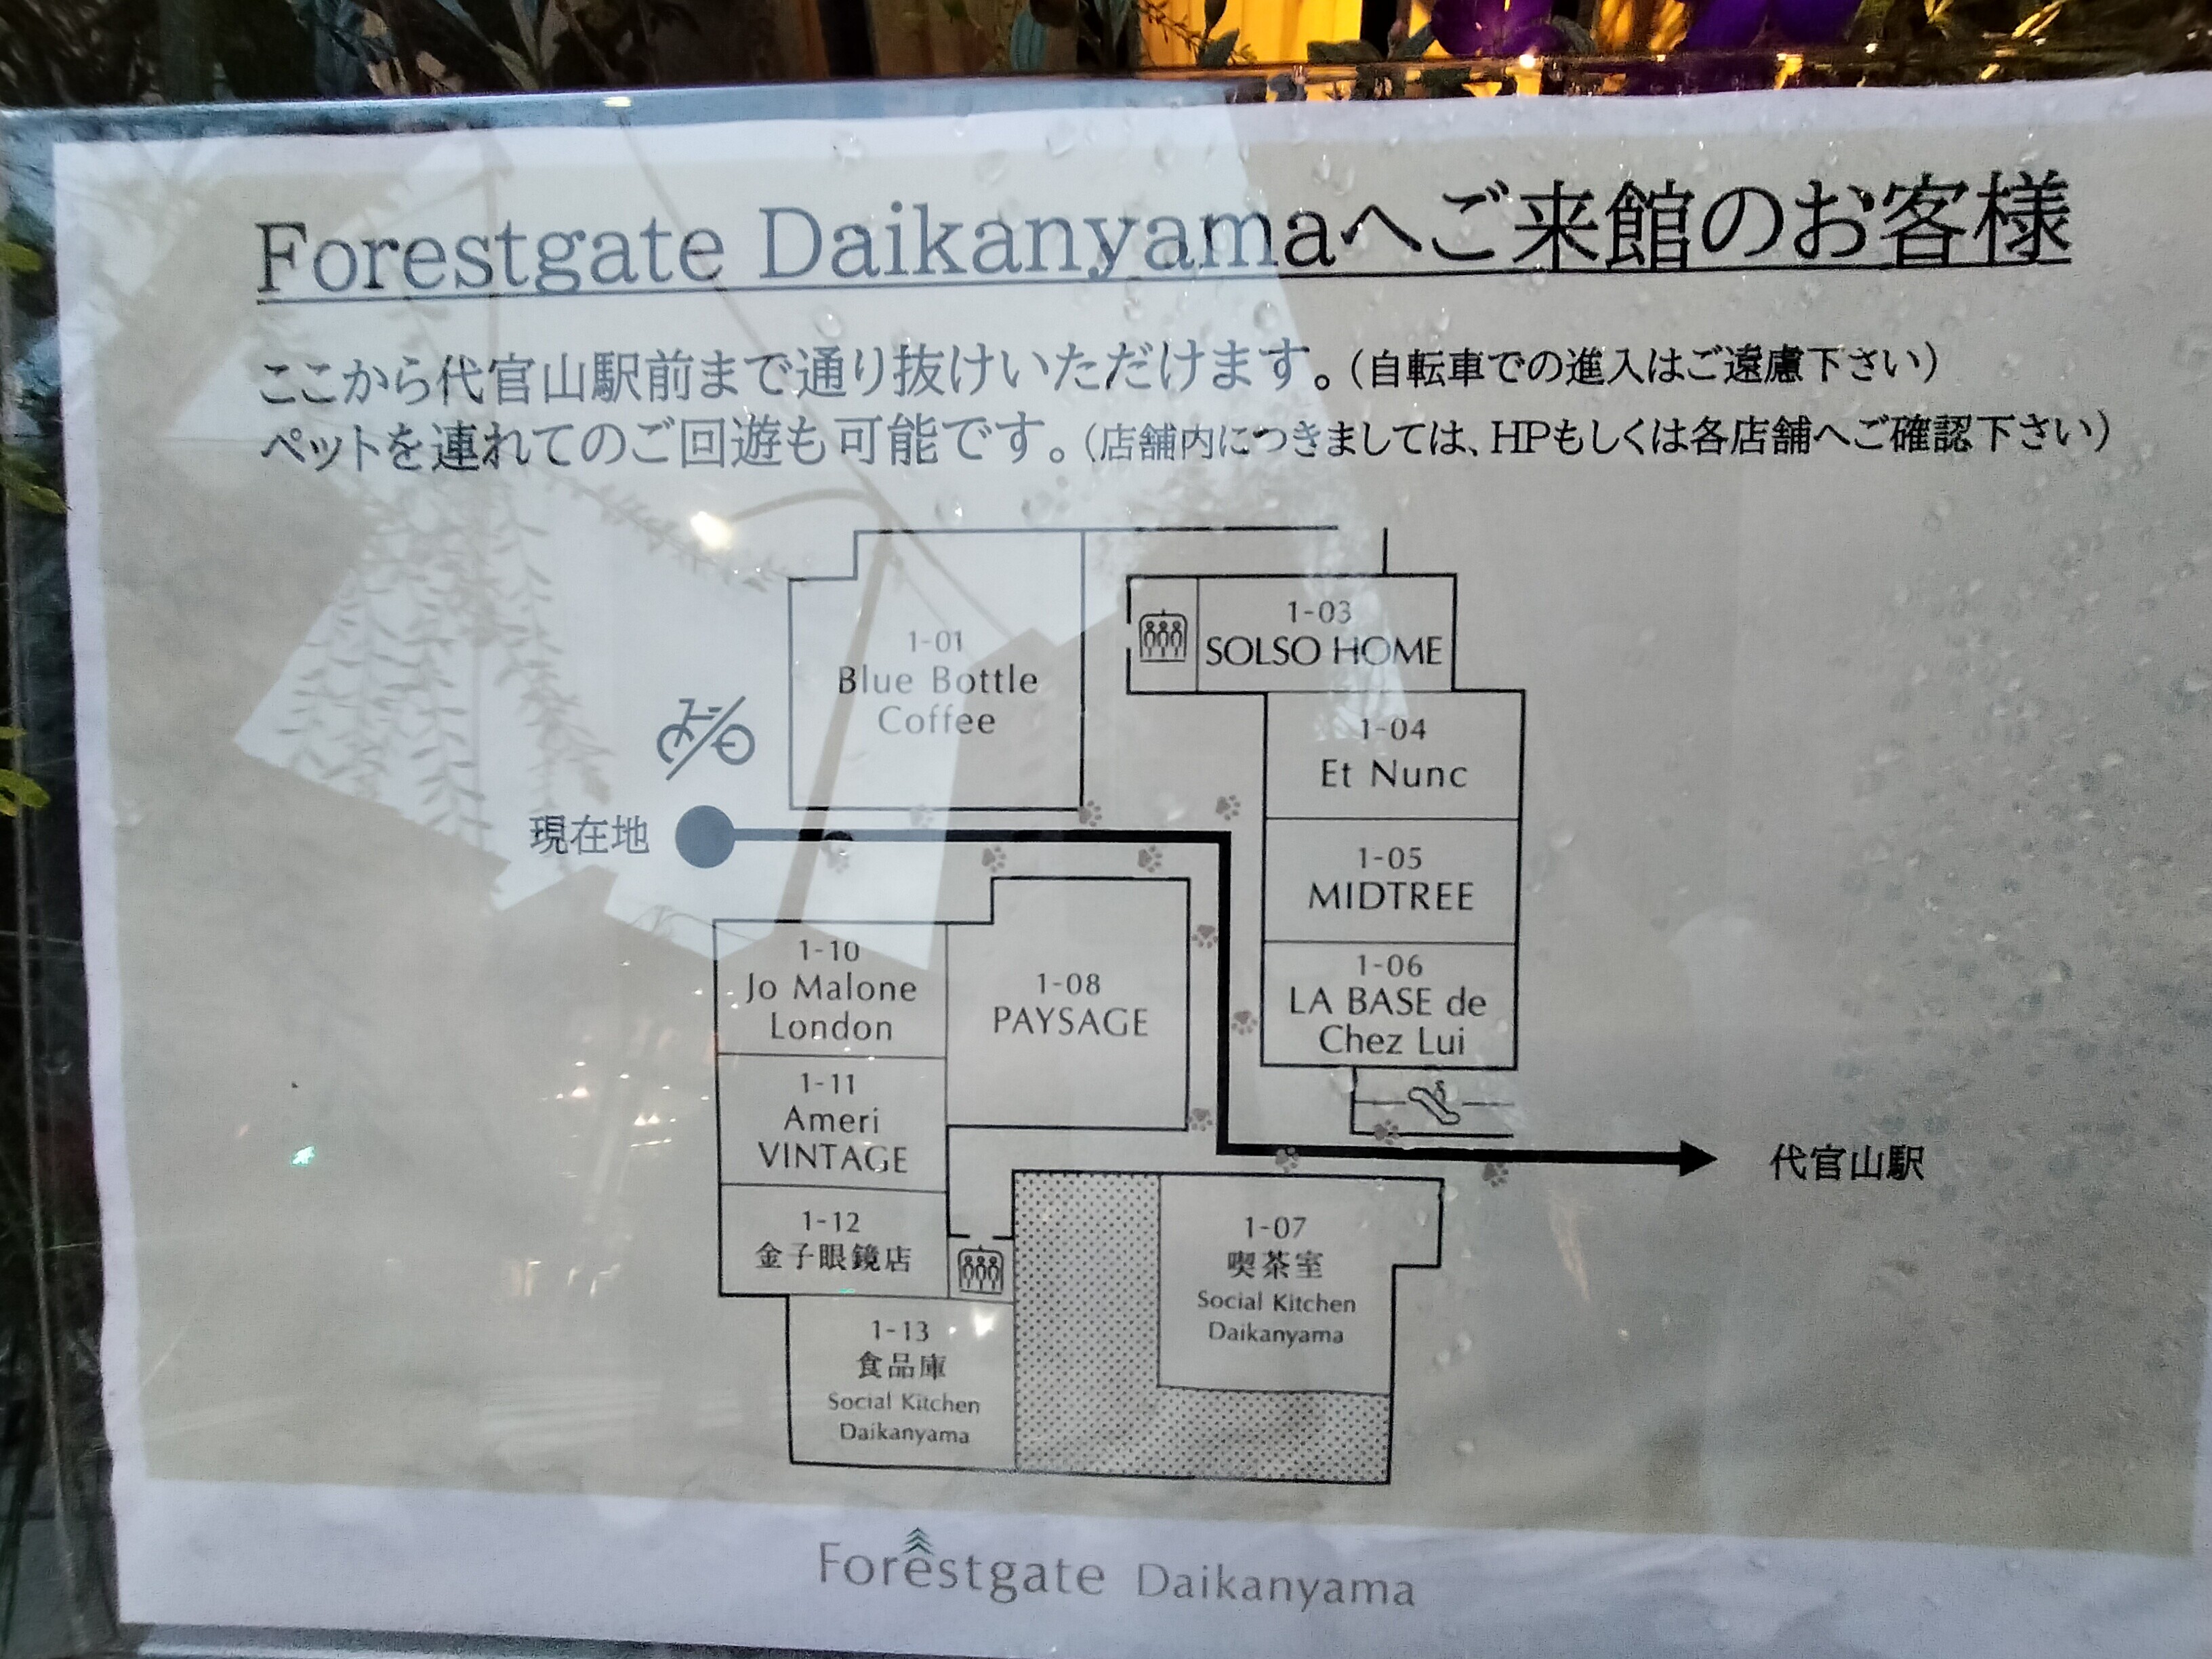 Forestgate Daikanyamaへご来館のお客様
ここから代官山駅前まで通り抜けいただけます。（自転車での進入はご遠慮下さい）
ペットを連れてのご回遊も可能です。（店舗内につきましては、HPもしくは各店舗へご確認下さい）
1-01
Blue Bottle
Coffee
1-03
SOLSO HOME
1-04
Et Nunc
現在地
1-05
MIDTREE
1-06
LA BASE de
Chez Lui
1-10
Jo Malone
London
1-08
PAYSAGE
1-11
Ameri
VINTAGE
代官山駅
1-12
金子眼鏡店
1-07
喫茶室
Social Kitchen
Daikanyama
1-13
食品庫
Social Kitchen
Daikanyama
Forestgate Daikanyama